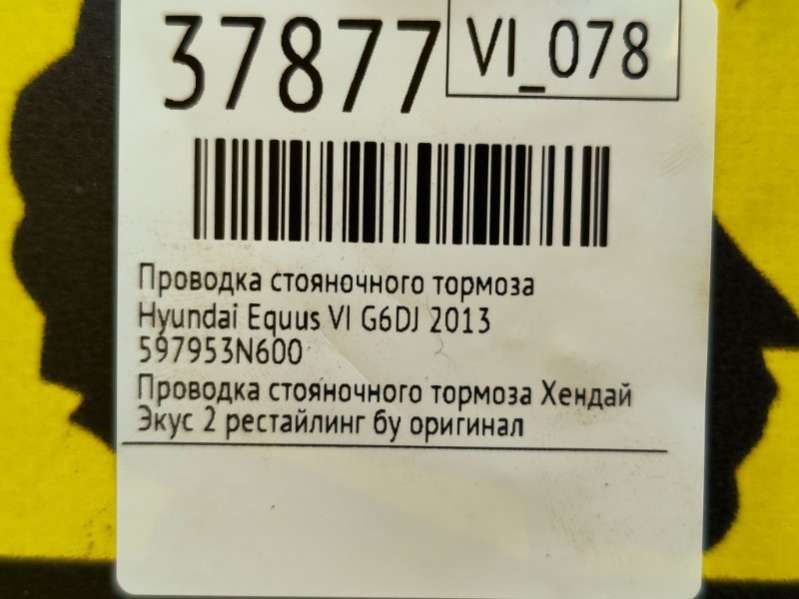 37877
VI_078
Проводка стояночного тормоза
Hyundai Equus VI G6DJ 2013
597953N600
Проводка стояночного тормоза Хендай
Экус 2 рестайлинг бу оригинал